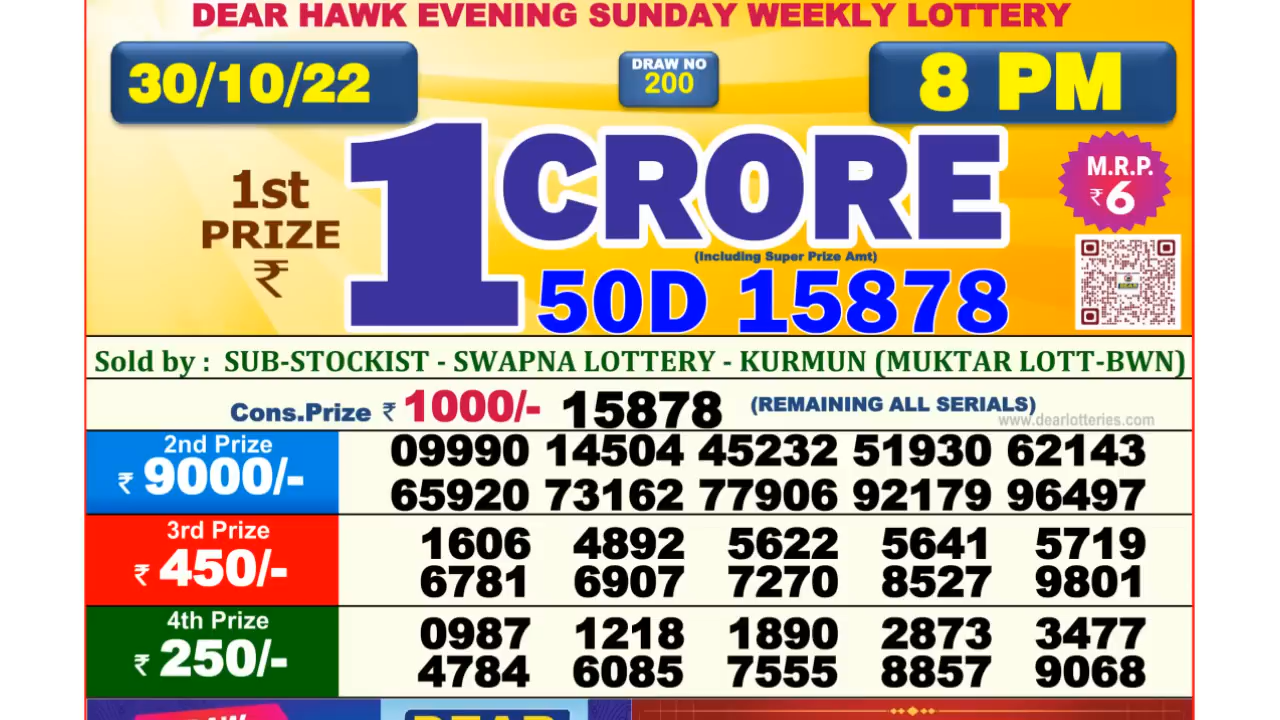 DEAR HAWK EVENING SUNDAY WEEKLY LOTTERY
30/10/22
DRAW NO
200
8 PM
1st
PRIZE
₹
1 CRORE
(Including Super Prize Amt)
50D 15878
M.R.P.
₹6
DEAR
Sold by : SUB-STOCKIST - SWAPNA LOTTERY - KURMUN (MUKTAR LOTT-BWN)
Cons.Prize ₹ 1000/- 15878 (REMAINING ALL SERIALS)
www.dearlotteries.com
2nd Prize
₹ 9000/-
09990 14504 45232 51930 62143
65920 73162 77906 92179 96497
3rd Prize
₹ 450/-
1606 4892 5622 5641 5719
6781 6907 7270 8527 9801
4th Prize
₹ 250/-
0987 1218 1890 2873 3477
4784 6085 7555 8857 9068
DRAW
DEAR